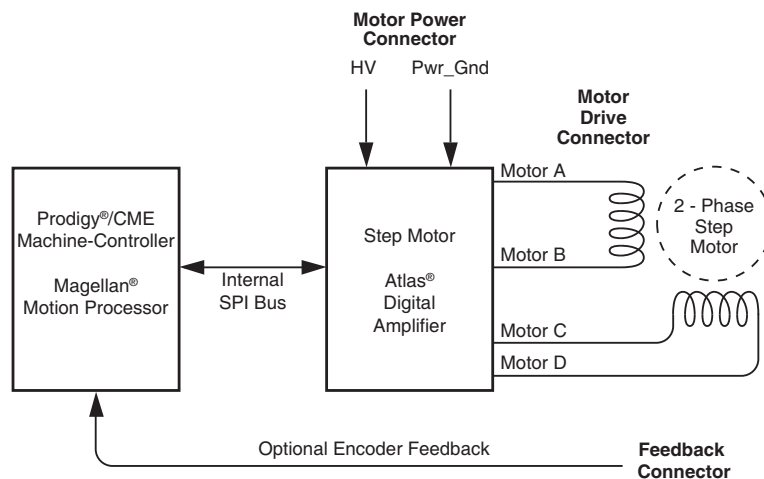 Motor Power
Connector
HV
Pwr_Gnd
Motor
Drive
Connector
Prodigy®/CME
Machine-Controller
Magellan®
Motion Processor
Internal
SPI Bus
Step Motor
Atlas®
Digital
Amplifier
Motor A
Motor B
Motor C
Motor D
2 - Phase
Step
Motor
Optional Encoder Feedback
Feedback
Connector